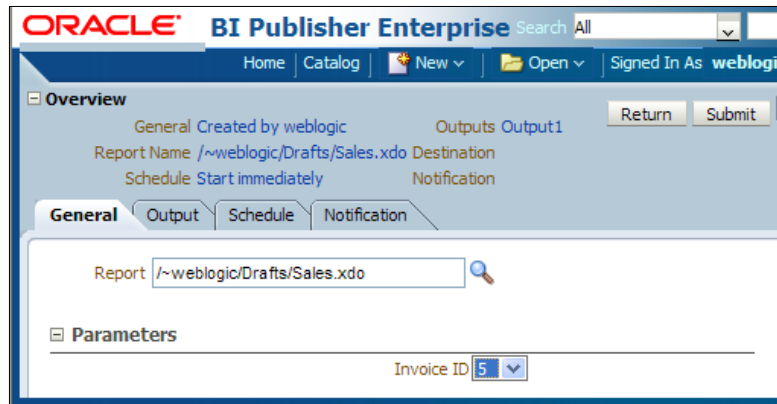 ORACLE BI Publisher Enterprise Search All
Home Catalog New Open Signed In As weblogi
Overview
Return Submit
General Created by weblogic Outputs Output1
Report Name /~weblogic/Drafts/Sales.xdo Destination
Schedule Start immediately Notification
General Output Schedule Notification
Report /~weblogic/Drafts/Sales.xdo
Parameters
Invoice ID 5